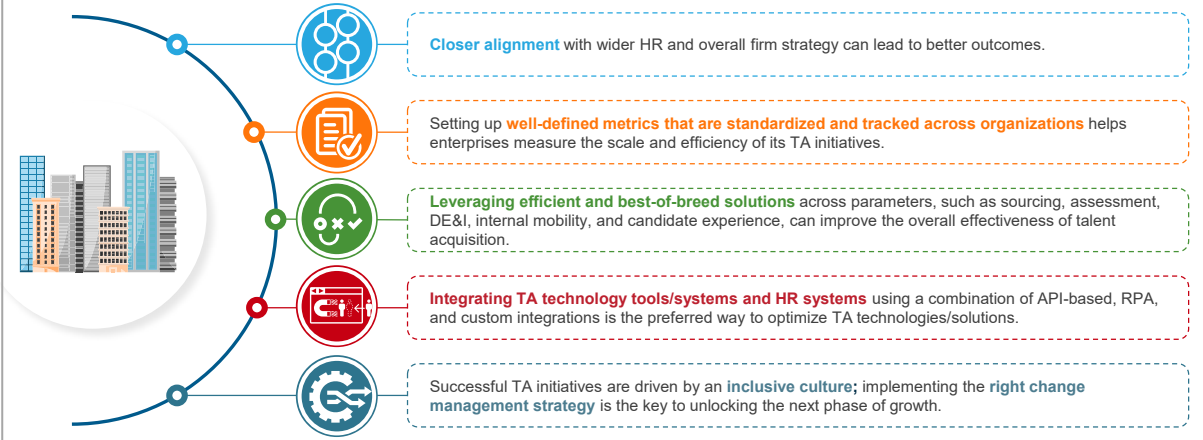 Closer alignment with wider HR and overall firm strategy can lead to better outcomes.
Setting up well-defined metrics that are standardized and tracked across organizations helps
enterprises measure the scale and efficiency of its TA initiatives.
Leveraging efficient and best-of-breed solutions across parameters, such as sourcing, assessment,
DE&I, internal mobility, and candidate experience, can improve the overall effectiveness of talent
acquisition.
Integrating TA technology tools/systems and HR systems using a combination of API-based, RPA,
and custom integrations is the preferred way to optimize TA technologies/solutions.
Successful TA initiatives are driven by an inclusive culture; implementing the right change
management strategy is the key to unlocking the next phase of growth.